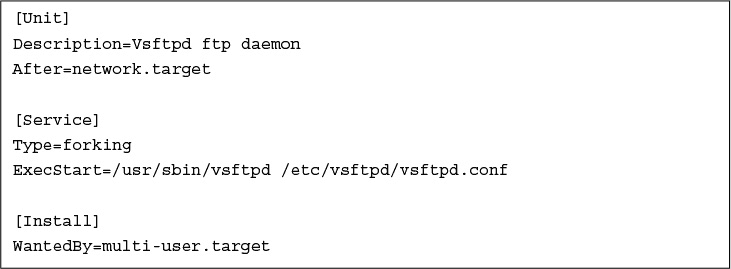 [Unit]
Description=Vsftpd ftp daemon
After=network.target

[Service]
Type=forking
ExecStart=/usr/sbin/vsftpd /etc/vsftpd/vsftpd.conf

[Install]
WantedBy=multi-user.target